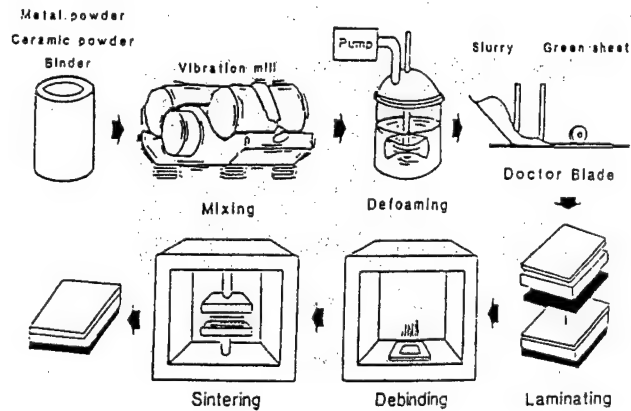 Metal powder
Ceramic powder
Binder
Vibration mill
Pump
Slurry
Green sheet
Mixing
Defoaming
Doctor Blade
Sintering
Debinding
Laminating